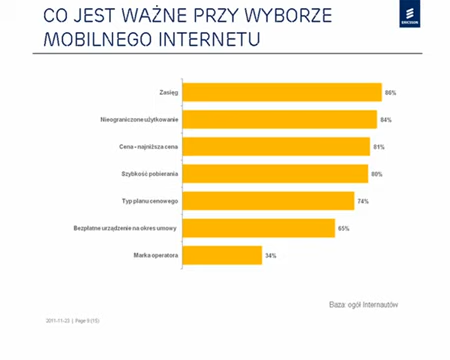 CO JEST WAŻNE PRZY WYBORZE
MOBILNEGO INTERNETU
ERICSSON
Zasięg 86%
Nieograniczone użytkowanie 84%
Cena - najniższa cena 81%
Szybkość pobierania 80%
Typ planu cenowego 74%
Bezpłatne urządzenie na okres umowy 65%
Marka operatora 34%
Baza: ogół Internautów
2011-11-23 | Page 9 (15)